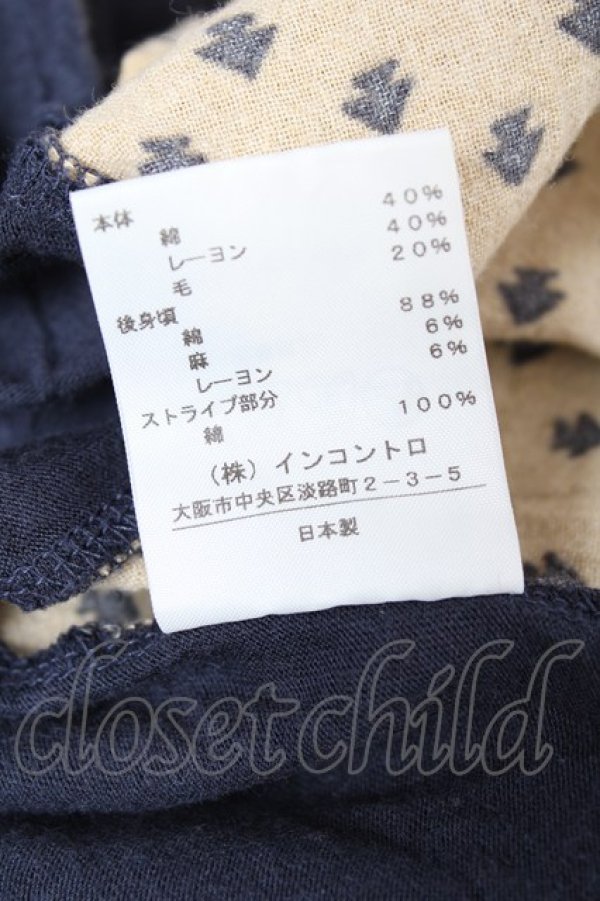 本体
綿 40%
レーヨン 40%
毛 20%
後身頃
綿 88%
麻 6%
レーヨン 6%
ストライプ部分
綿 100%
(株)インコントロ
大阪市中央区淡路町2-3-5
日本製
closetchild